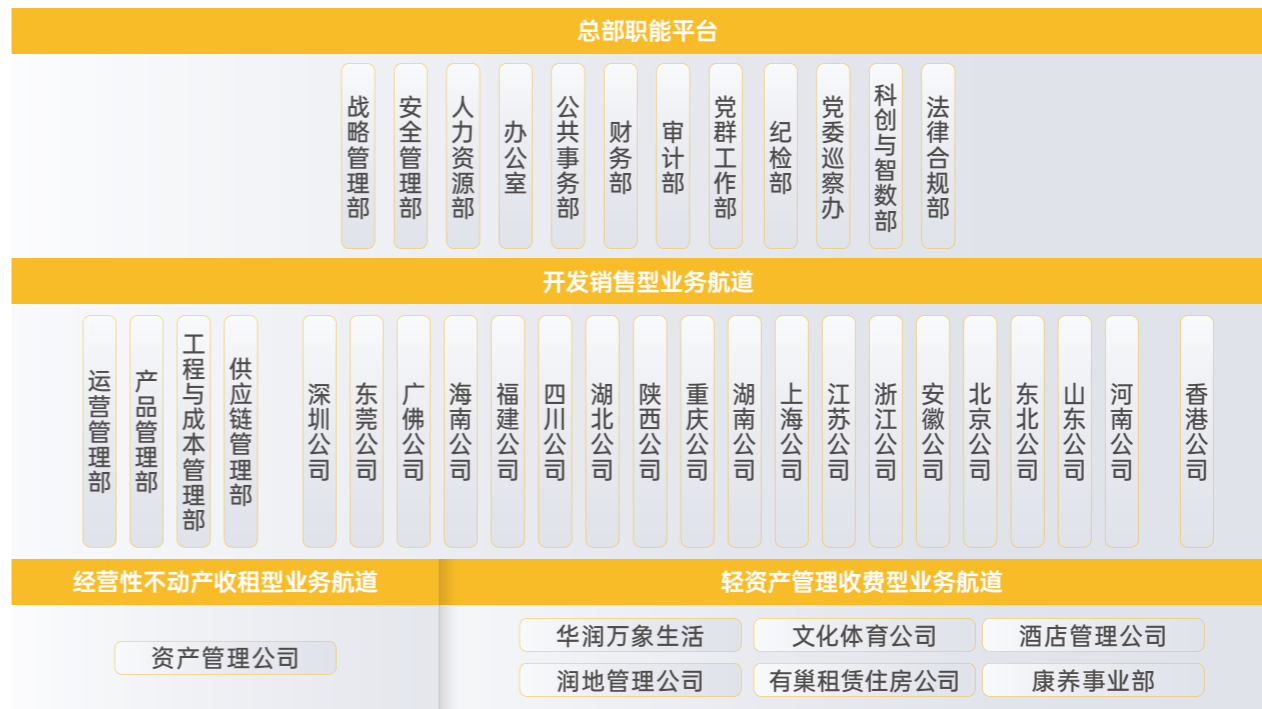 总部职能平台
战略管理部
安全管理部
人力资源部
办公室
公共事务部
财务部
审计部
党群工作部
纪检部
党委巡察办
科创与智数部
法律合规部
开发销售型业务航道
运营管理部
产品管理部
工程与成本管理部
供应链管理部
深圳公司
东莞公司
广佛公司
海南公司
福建公司
四川公司
湖北公司
陕西公司
重庆公司
湖南公司
上海公司
江苏公司
浙江公司
安徽公司
北京公司
东北公司
山东公司
河南公司
香港公司
经营性不动产收租型业务航道
资产管理公司
轻资产管理收费型业务航道
华润万象生活
文化体育公司
酒店管理公司
润地管理公司
有巢租赁住房公司
康养事业部